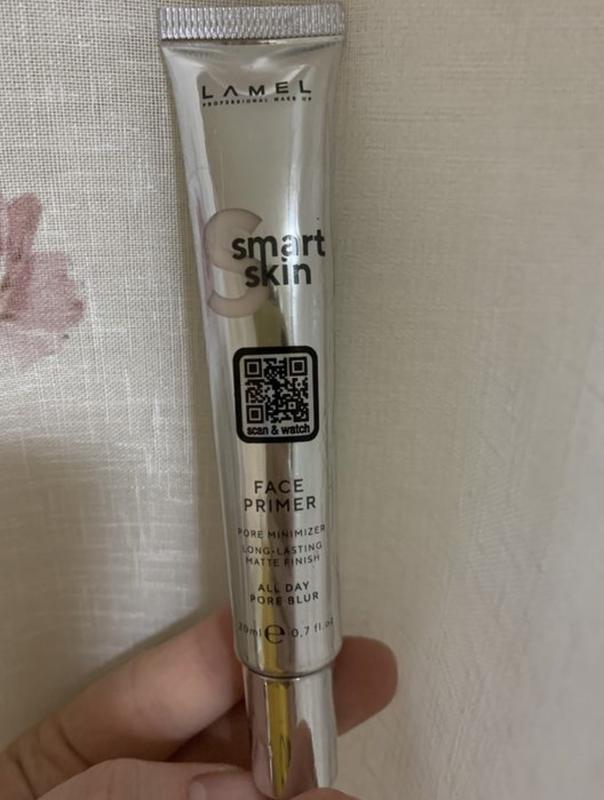 LAMEL
PROFESSIONAL MAKE UP
S
smart
skin
scan & watch
FACE
PRIMER
PORE MINIMIZER
LONG-LASTING
MATTE FINISH
ALL DAY
PORE BLUR
20ml e 0.7 fl.oz